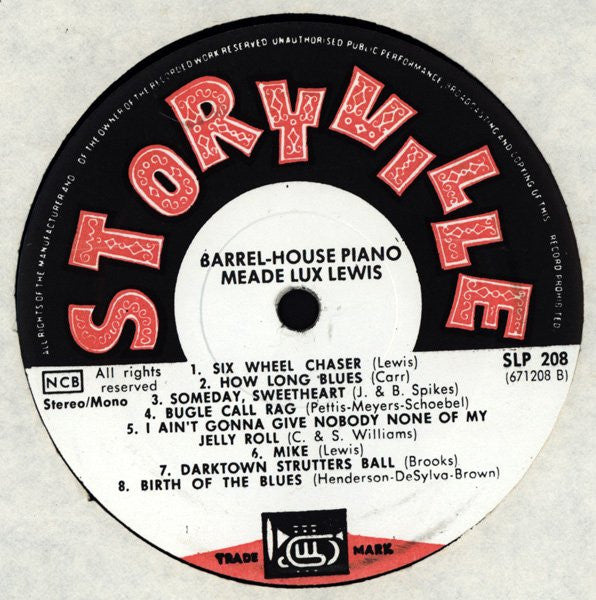 ALL RIGHTS OF THE MANUFACTURER AND OF THE OWNER OF THE RECORDED WORK RESERVED UNAUTHORISED PUBLIC PERFORMANCE, BROADCASTING AND COPYING OF THIS RECORD PROHIBITED
STORYVILLE
BARREL-HOUSE PIANO
MEADE LUX LEWIS
NCB
All rights
reserved
Stereo/Mono
SLP 208
(671208 B)
1. SIX WHEEL CHASER (Lewis)
2. HOW LONG BLUES (Carr)
3. SOMEDAY, SWEETHEART (J. & B. Spikes)
4. BUGLE CALL RAG (Pettis-Meyers-Schoebel)
5. I AIN'T GONNA GIVE NOBODY NONE OF MY
JELLY ROLL (C. & S. Williams)
6. MIKE (Lewis)
7. DARKTOWN STRUTTERS BALL (Brooks)
8. BIRTH OF THE BLUES (Henderson-DeSylva-Brown)
TRADE MARK